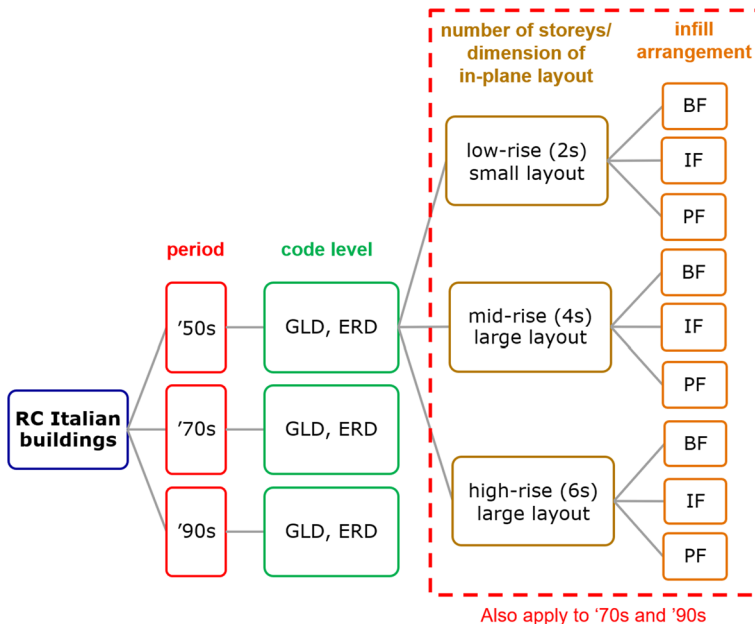 number of storeys/
dimension of
in-plane layout
infill
arrangement
period
code level
RC Italian
buildings
’50s
GLD, ERD
’70s
GLD, ERD
’90s
GLD, ERD
low-rise (2s)
small layout
BF
IF
PF
mid-rise (4s)
large layout
BF
IF
PF
high-rise (6s)
large layout
BF
IF
PF
Also apply to ‘70s and ’90s